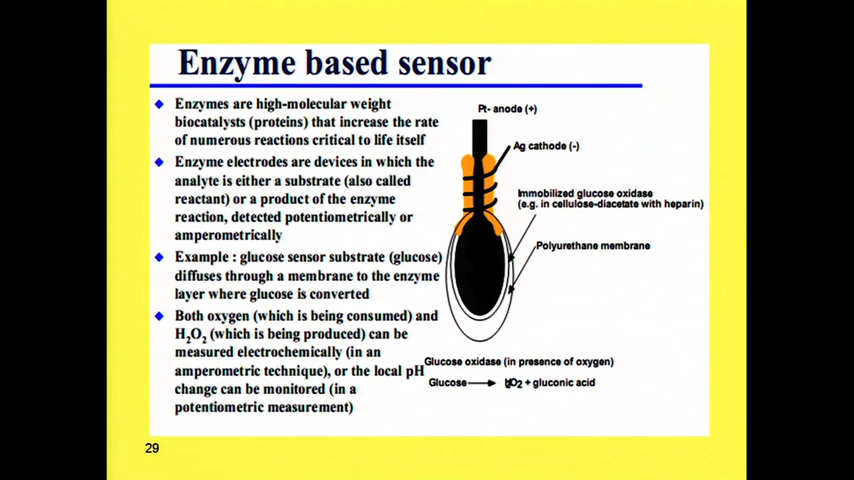 Enzyme based sensor
Enzymes are high-molecular weight
biocatalysts (proteins) that increase the rate
of numerous reactions critical to life itself
Enzyme electrodes are devices in which the
analyte is either a substrate (also called
reactant) or a product of the enzyme
reaction, detected potentiometrically or
amperometrically
Example : glucose sensor substrate (glucose)
diffuses through a membrane to the enzyme
layer where glucose is converted
Both oxygen (which is being consumed) and
H2O2 (which is being produced) can be
measured electrochemically (in an
amperometric technique), or the local pH
change can be monitored (in a
potentiometric measurement)
Pt- anode (+)
Ag cathode (-)
Immobilized glucose oxidase
(e.g. in cellulose-diacetate with heparin)
Polyurethane membrane
Glucose oxidase (in presence of oxygen)
Glucose → H2O2 + gluconic acid
29